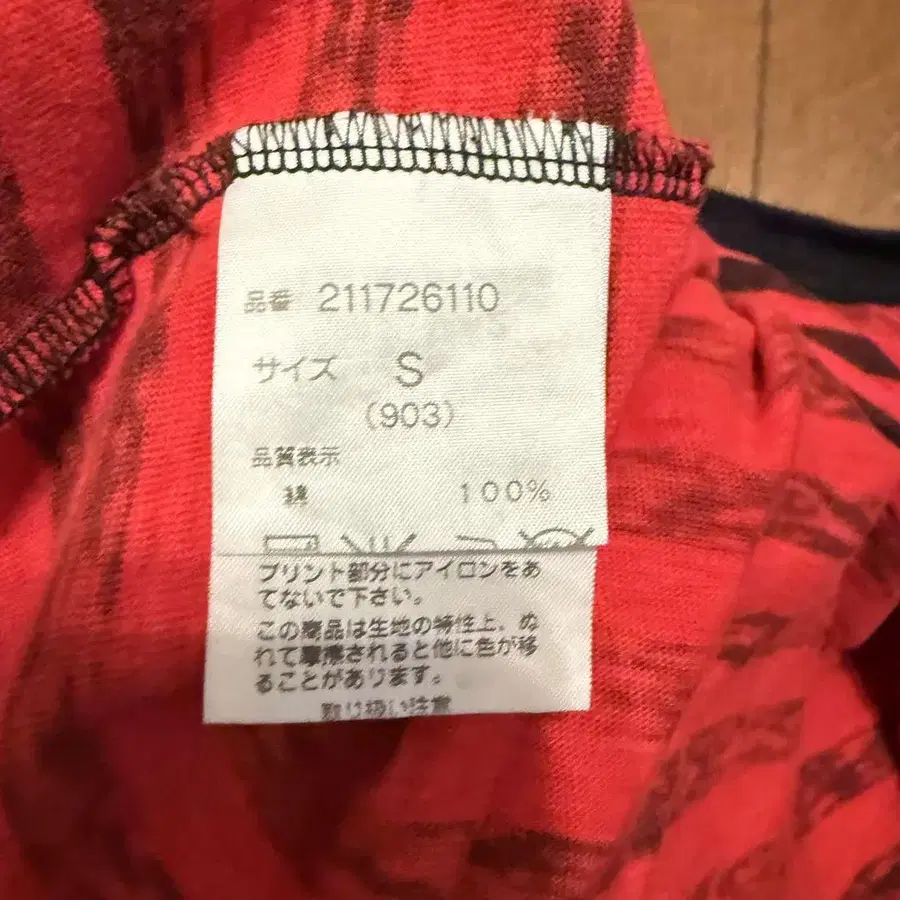 品番 211726110
サイズ S
(903)
品質表示
綿 100%
プリント部分にアイロンをあ
てないで下さい。
この商品は生地の特性上、ぬ
れて摩擦されると他に色が移
ることがあります。
取り扱い注意